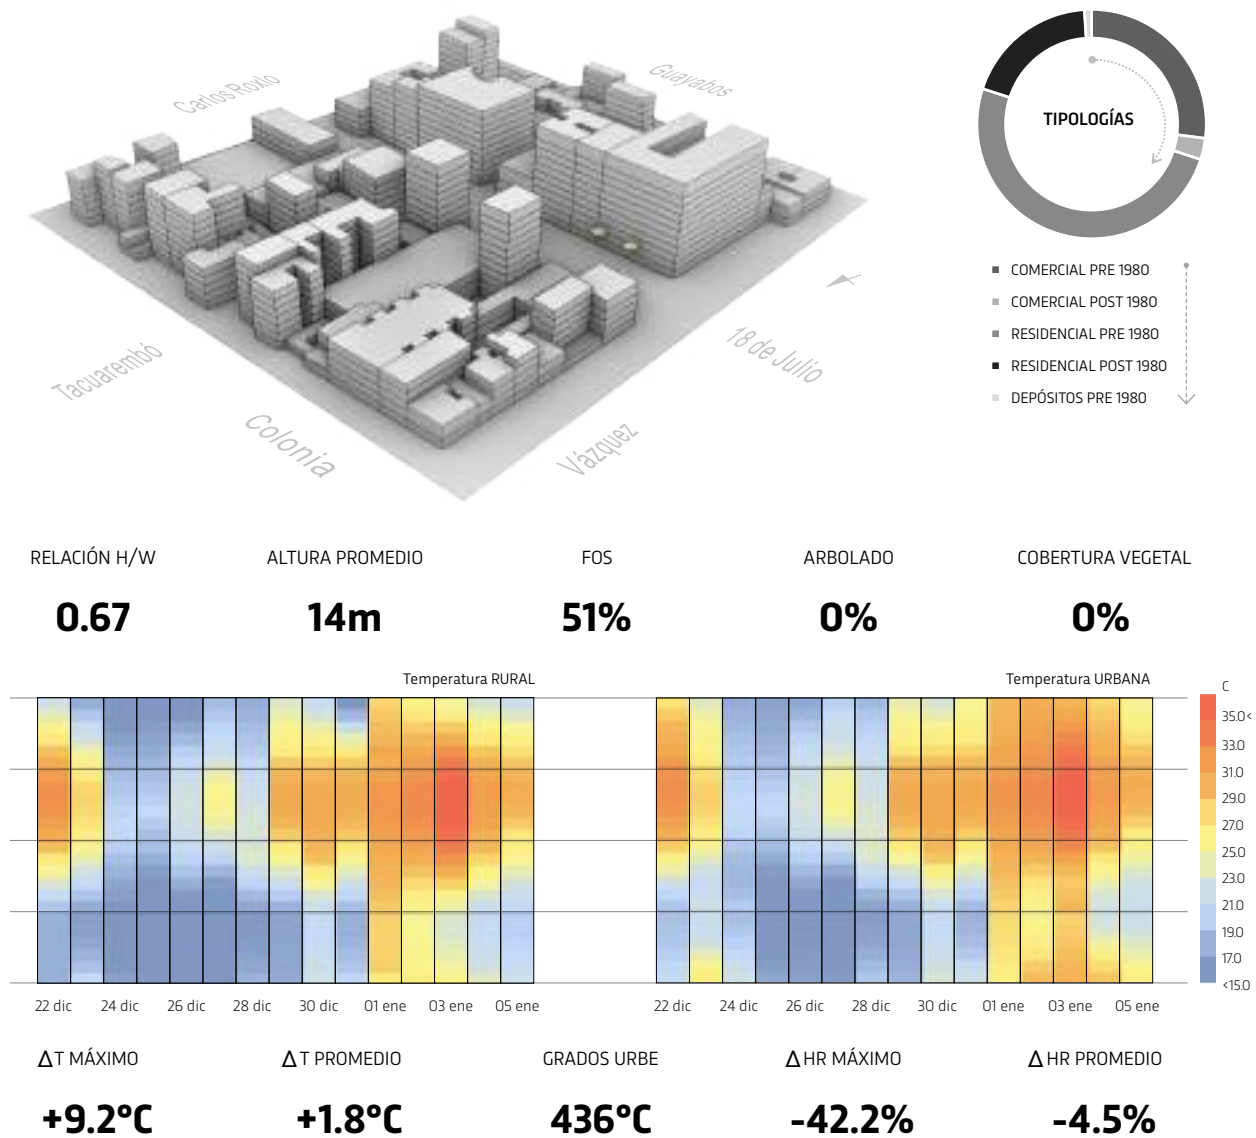 Carlos Roxlo
Guayabos
Tacuarembó
Colonia
Vázquez
18 de Julio
TIPOLOGÍAS
COMERCIAL PRE 1980
COMERCIAL POST 1980
RESIDENCIAL PRE 1980
RESIDENCIAL POST 1980
DEPÓSITOS PRE 1980
RELACIÓN H/W ALTURA PROMEDIO FOS ARBOLADO COBERTURA VEGETAL
0.67 14m 51% 0% 0%
Temperatura RURAL Temperatura URBANA
C
35.0<
33.0
31.0
29.0
27.0
25.0
23.0
21.0
19.0
17.0
<15.0
22 dic 24 dic 26 dic 28 dic 30 dic 01 ene 03 ene 05 ene
22 dic 24 dic 26 dic 28 dic 30 dic 01 ene 03 ene 05 ene
ΔT MÁXIMO ΔT PROMEDIO GRADOS URBE ΔHR MÁXIMO ΔHR PROMEDIO
+9.2°C +1.8°C 436°C -42.2% -4.5%